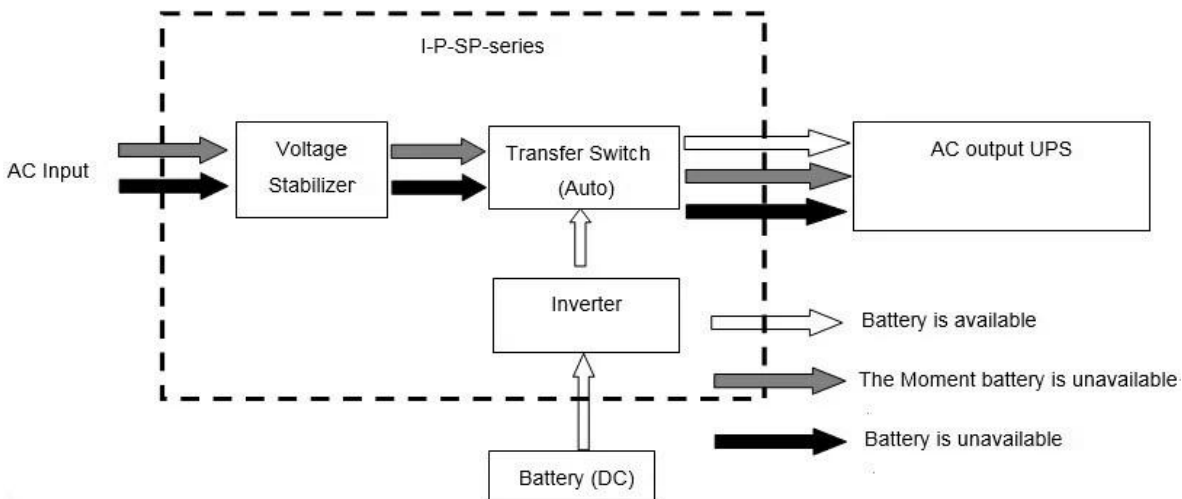 I-P-SP-series
AC Input
Voltage
Stabilizer
Transfer Switch
(Auto)
AC output UPS
Inverter
Battery is available
The Moment battery is unavailable
Battery is unavailable
Battery (DC)